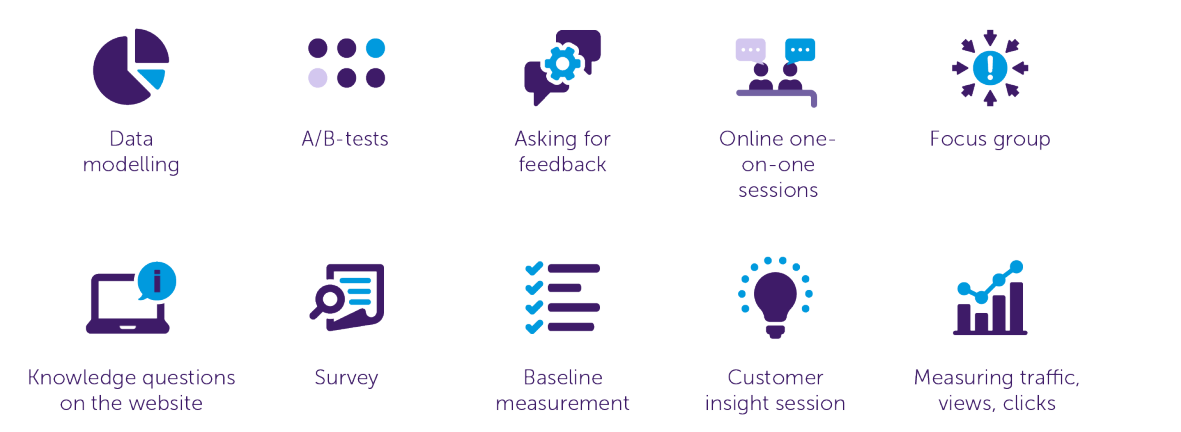 Data
modelling
A/B-tests
Asking for
feedback
Online one-
on-one
sessions
Focus group
Knowledge questions
on the website
Survey
Baseline
measurement
Customer
insight session
Measuring traffic,
views, clicks